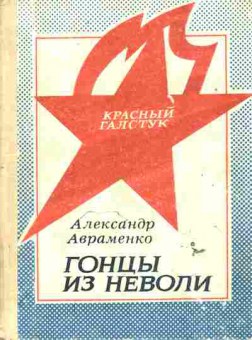 КРАСНЫЙ
ГАЛСТУК
Александр
Авраменко
ГОНЦЫ
ИЗ НЕВОЛИ